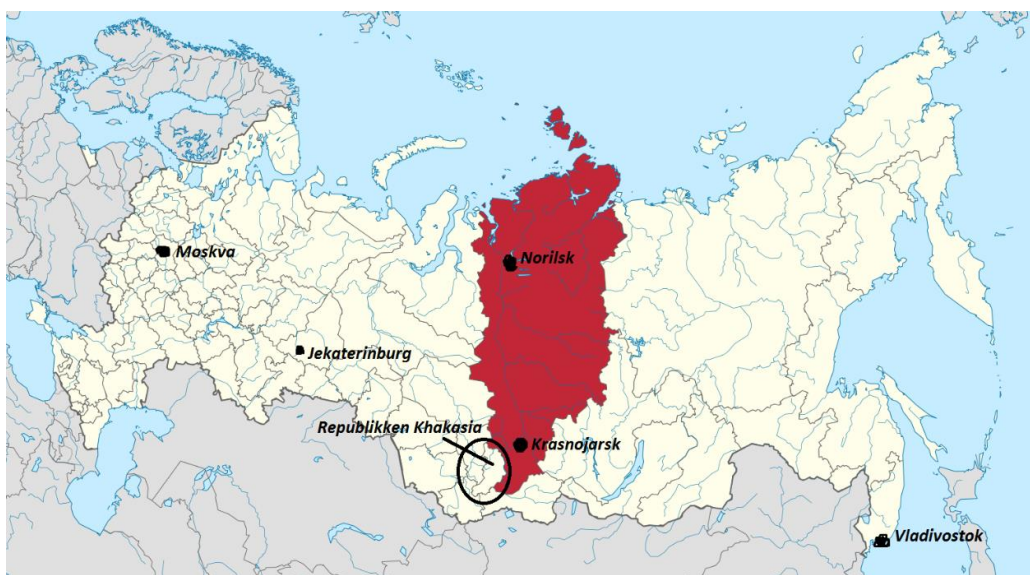 Moskva
Norilsk
Jekaterinburg
Republikken Khakasia
Krasnojarsk
Vladivostok